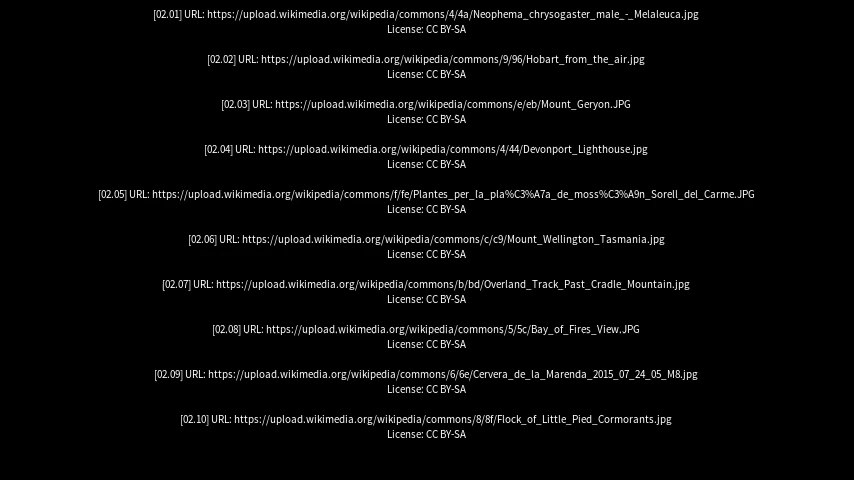 [02.01] URL: https://upload.wikimedia.org/wikipedia/commons/4/4a/Neophema_chrysogaster_male_-_Melaleuca.jpg
License: CC BY-SA
[02.02] URL: https://upload.wikimedia.org/wikipedia/commons/9/96/Hobart_from_the_air.jpg
License: CC BY-SA
[02.03] URL: https://upload.wikimedia.org/wikipedia/commons/e/eb/Mount_Geryon.JPG
License: CC BY-SA
[02.04] URL: https://upload.wikimedia.org/wikipedia/commons/4/44/Devonport_Lighthouse.jpg
License: CC BY-SA
[02.05] URL: https://upload.wikimedia.org/wikipedia/commons/f/fe/Plantes_per_la_pla%C3%A7a_de_moss%C3%A9n_Sorell_del_Carme.JPG
License: CC BY-SA
[02.06] URL: https://upload.wikimedia.org/wikipedia/commons/c/c9/Mount_Wellington_Tasmania.jpg
License: CC BY-SA
[02.07] URL: https://upload.wikimedia.org/wikipedia/commons/b/bd/Overland_Track_Past_Cradle_Mountain.jpg
License: CC BY-SA
[02.08] URL: https://upload.wikimedia.org/wikipedia/commons/5/5c/Bay_of_Fires_View.JPG
License: CC BY-SA
[02.09] URL: https://upload.wikimedia.org/wikipedia/commons/6/6e/Cervera_de_la_Marenda_2015_07_24_05_M8.jpg
License: CC BY-SA
[02.10] URL: https://upload.wikimedia.org/wikipedia/commons/8/8f/Flock_of_Little_Pied_Cormorants.jpg
License: CC BY-SA